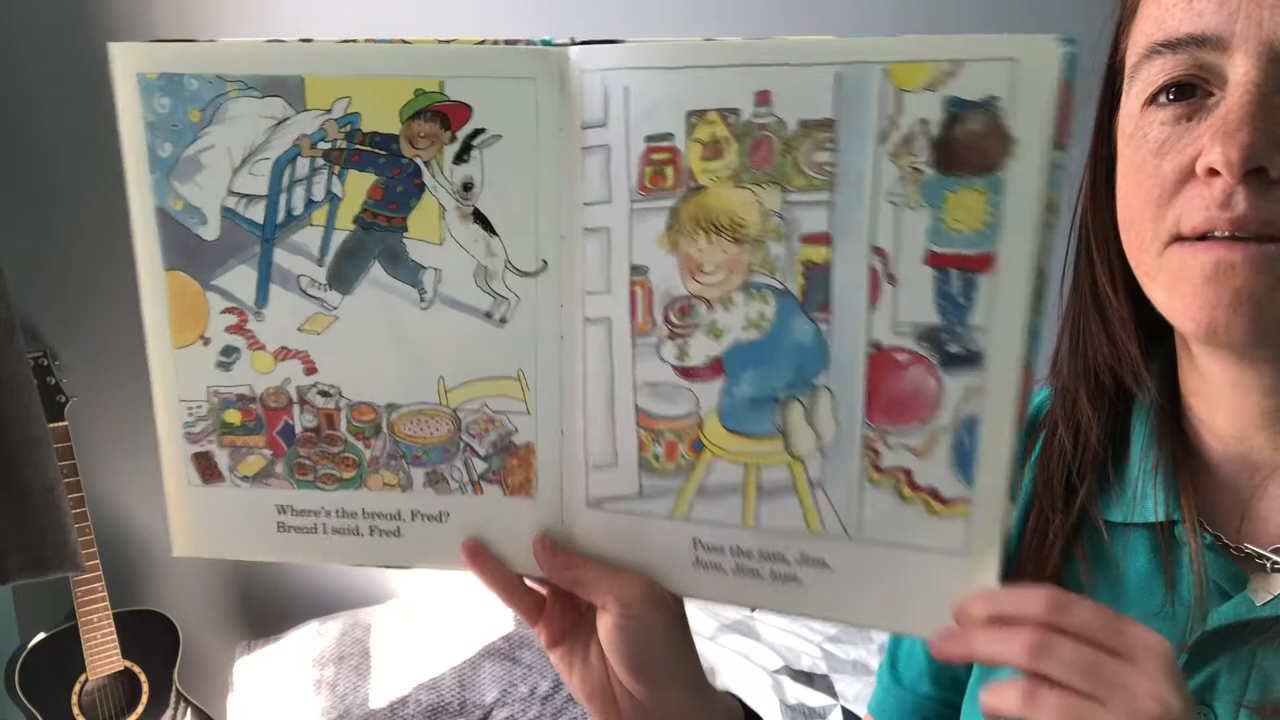 Where's the bread, Fred?
Bread I said, Fred.
Pass the jam, Jim,
Jam, Jim, jam.